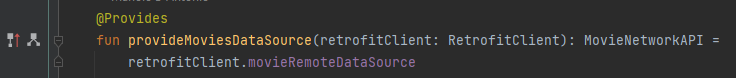 @Provides
fun provideMoviesDataSource(retrofitClient: RetrofitClient): MovieNetworkAPI =
retrofitClient.movieRemoteDataSource